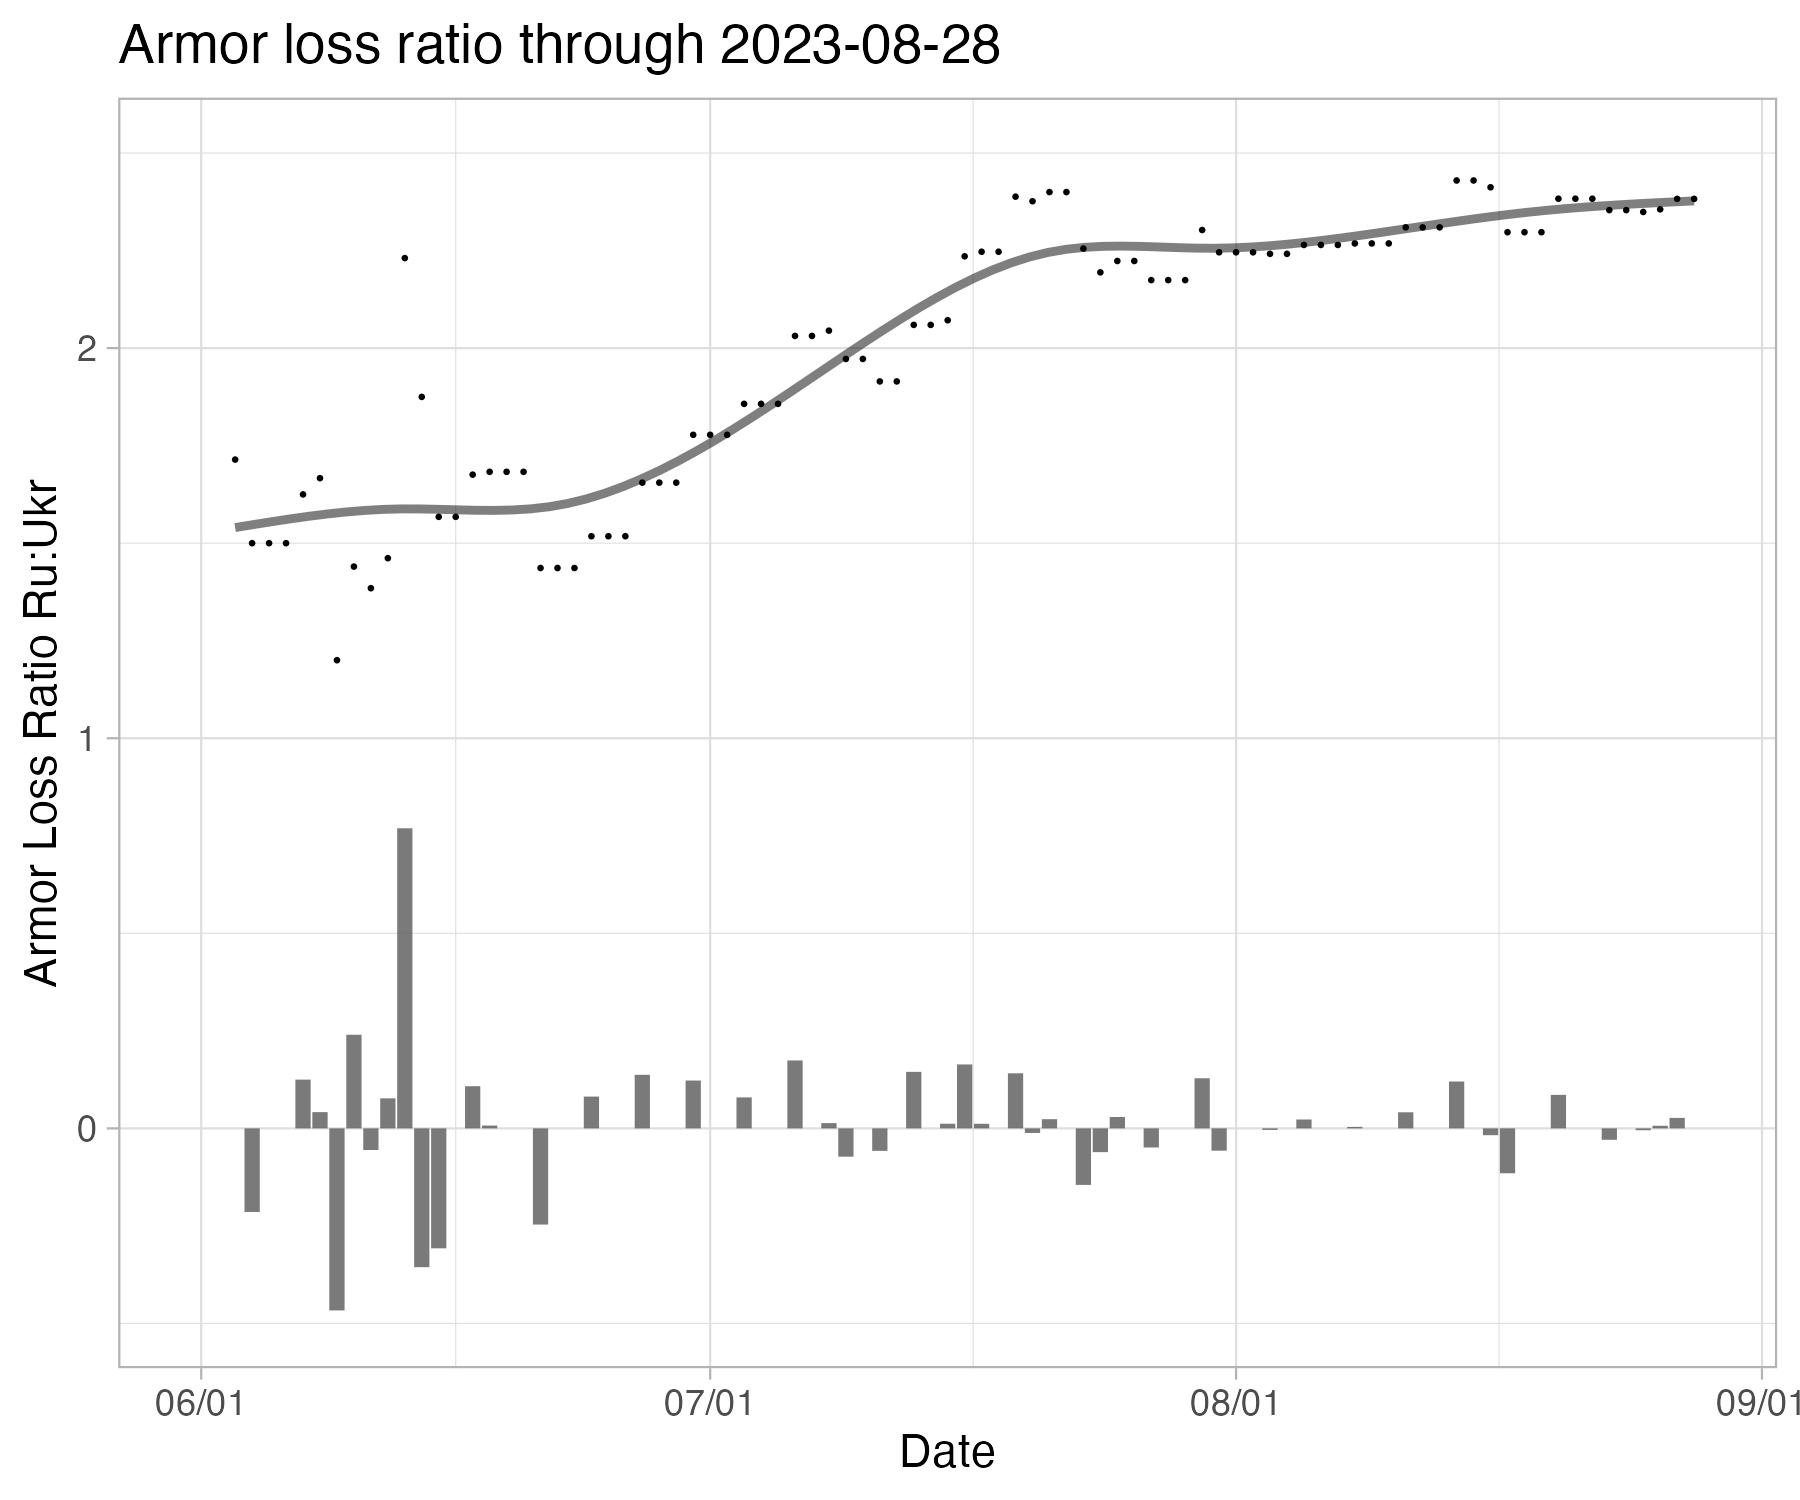 Armor loss ratio through 2023-08-28
Armor Loss Ratio Ru:Ukr
2
1
0
06/01
07/01
08/01
09/01
Date